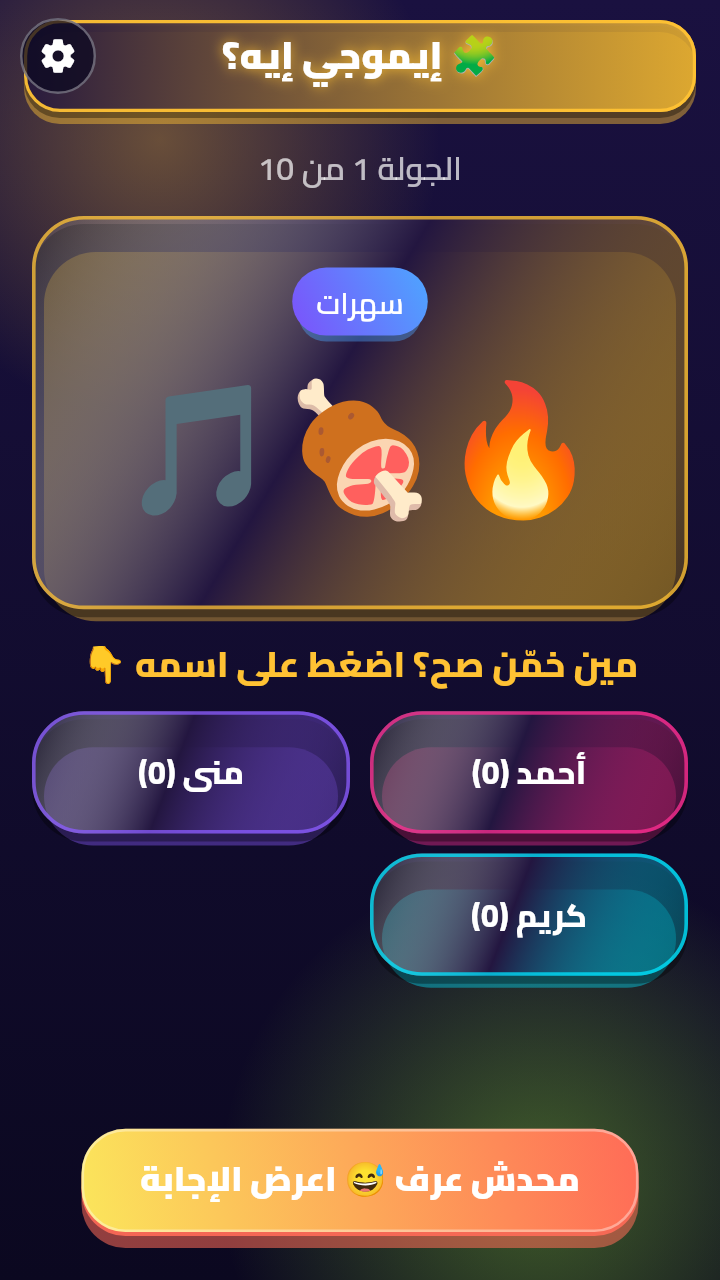 🧩 إيموجي إيه؟
الجولة 1 من 10
سهرات
مين خمّن صح؟ اضغط على اسمه 👇
أحمد (0)
منى (0)
كريم (0)
محدش عرف 😅 اعرض الإجابة